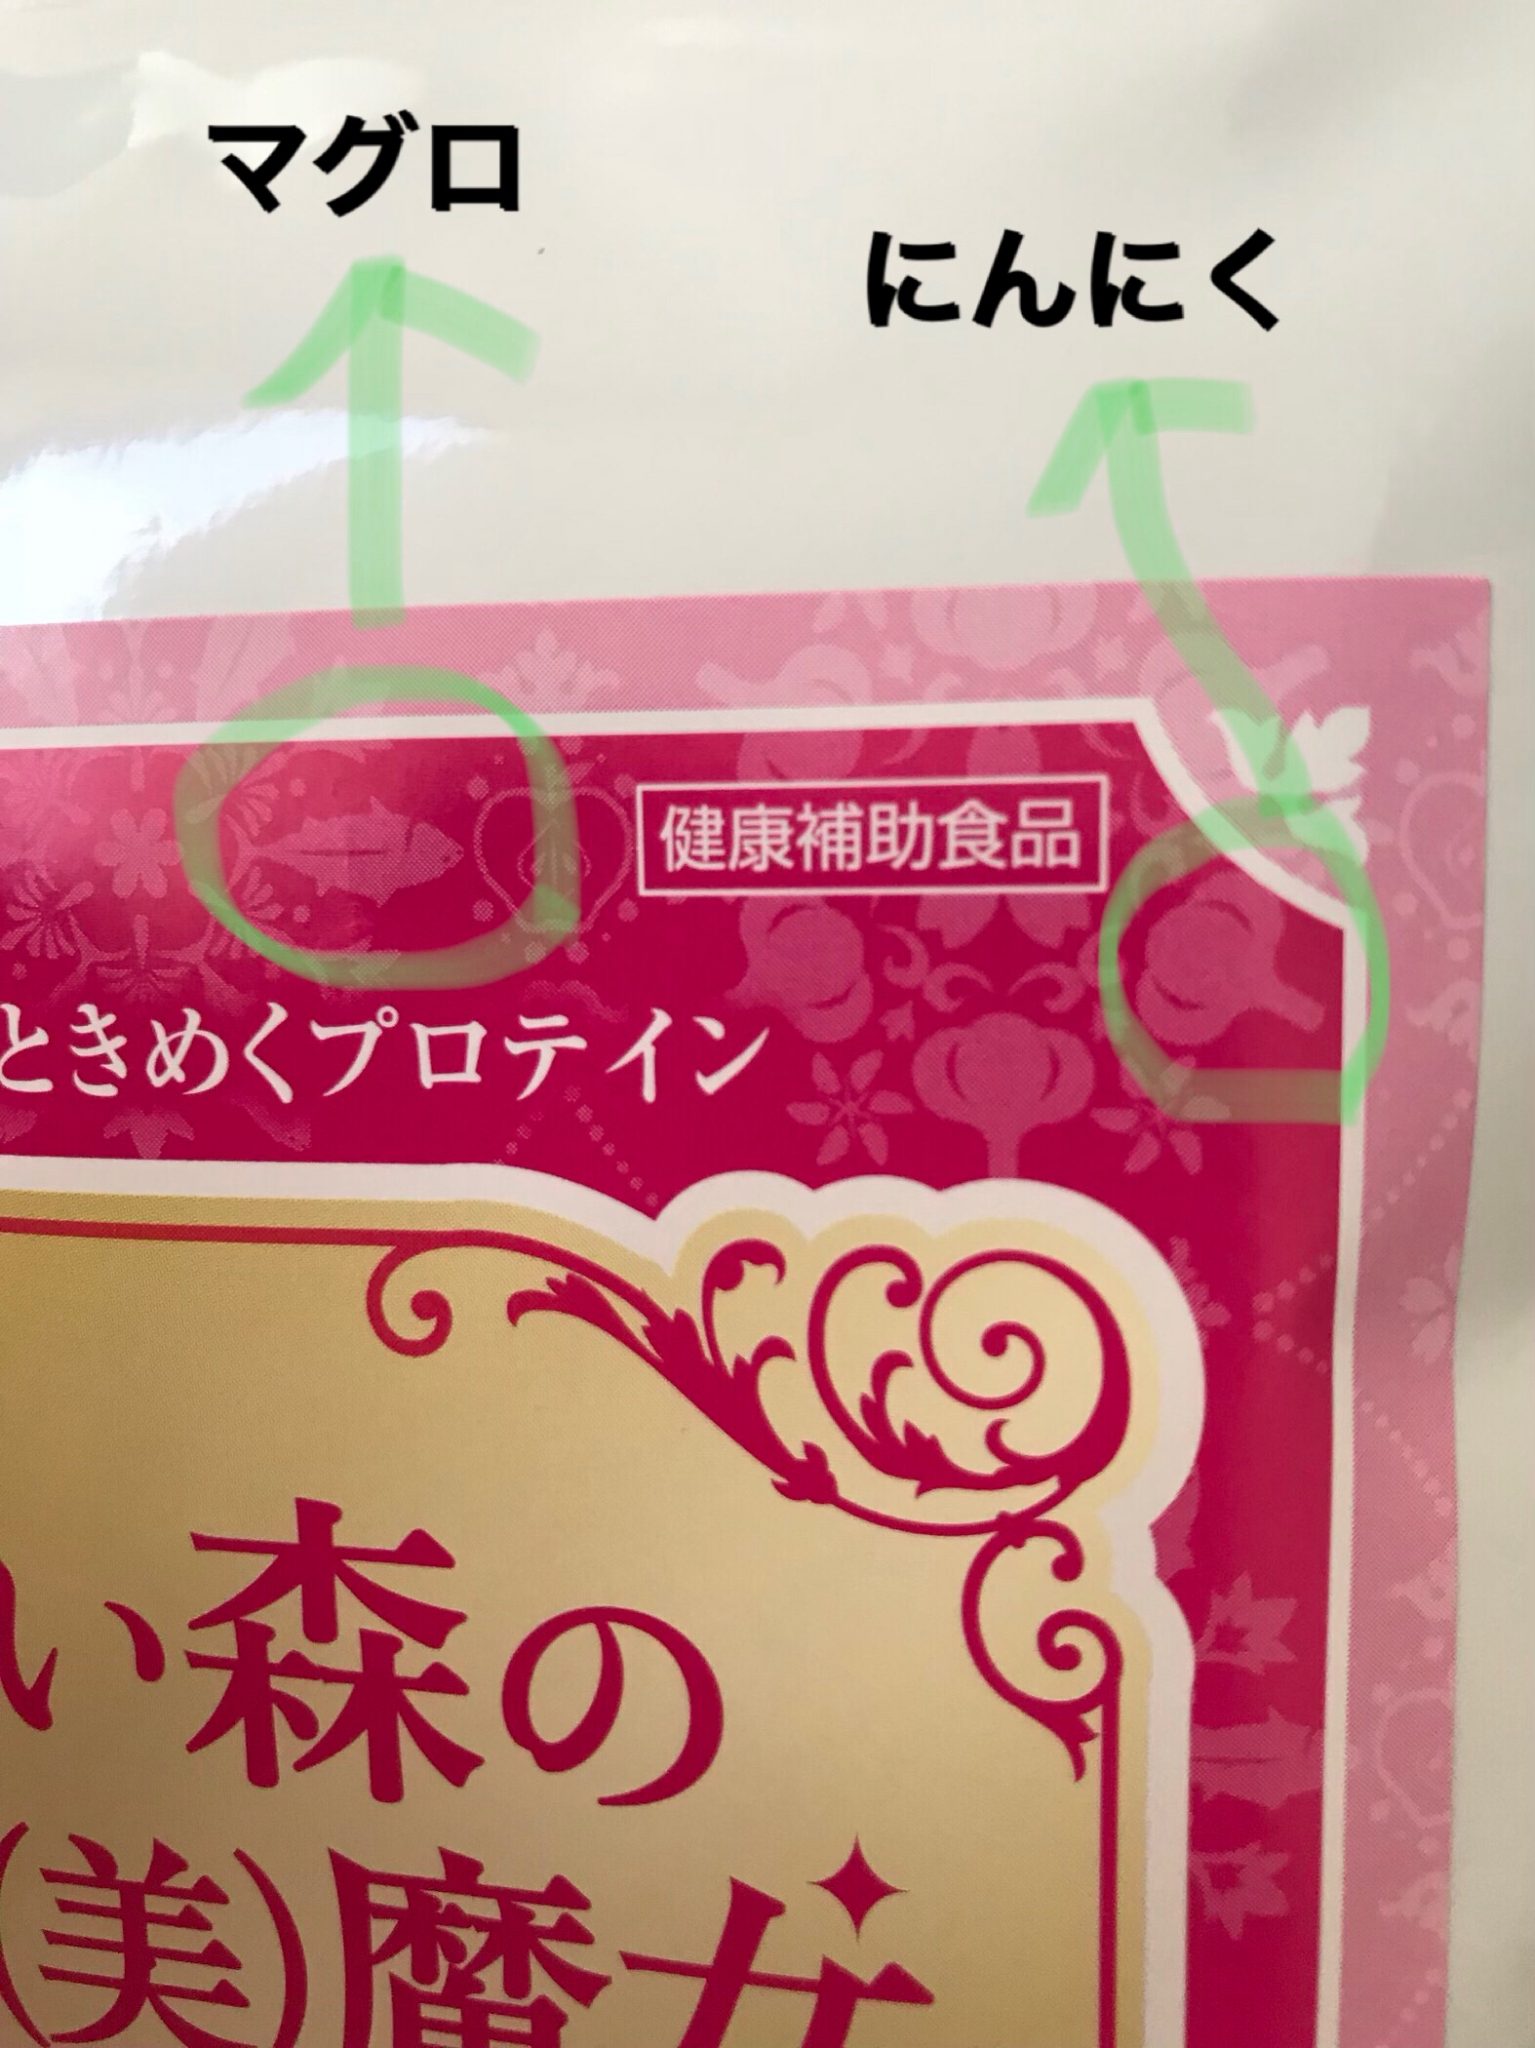 マグロ
にんにく
健康補助食品
ときめくプロテイン
い森の
(美)魔女